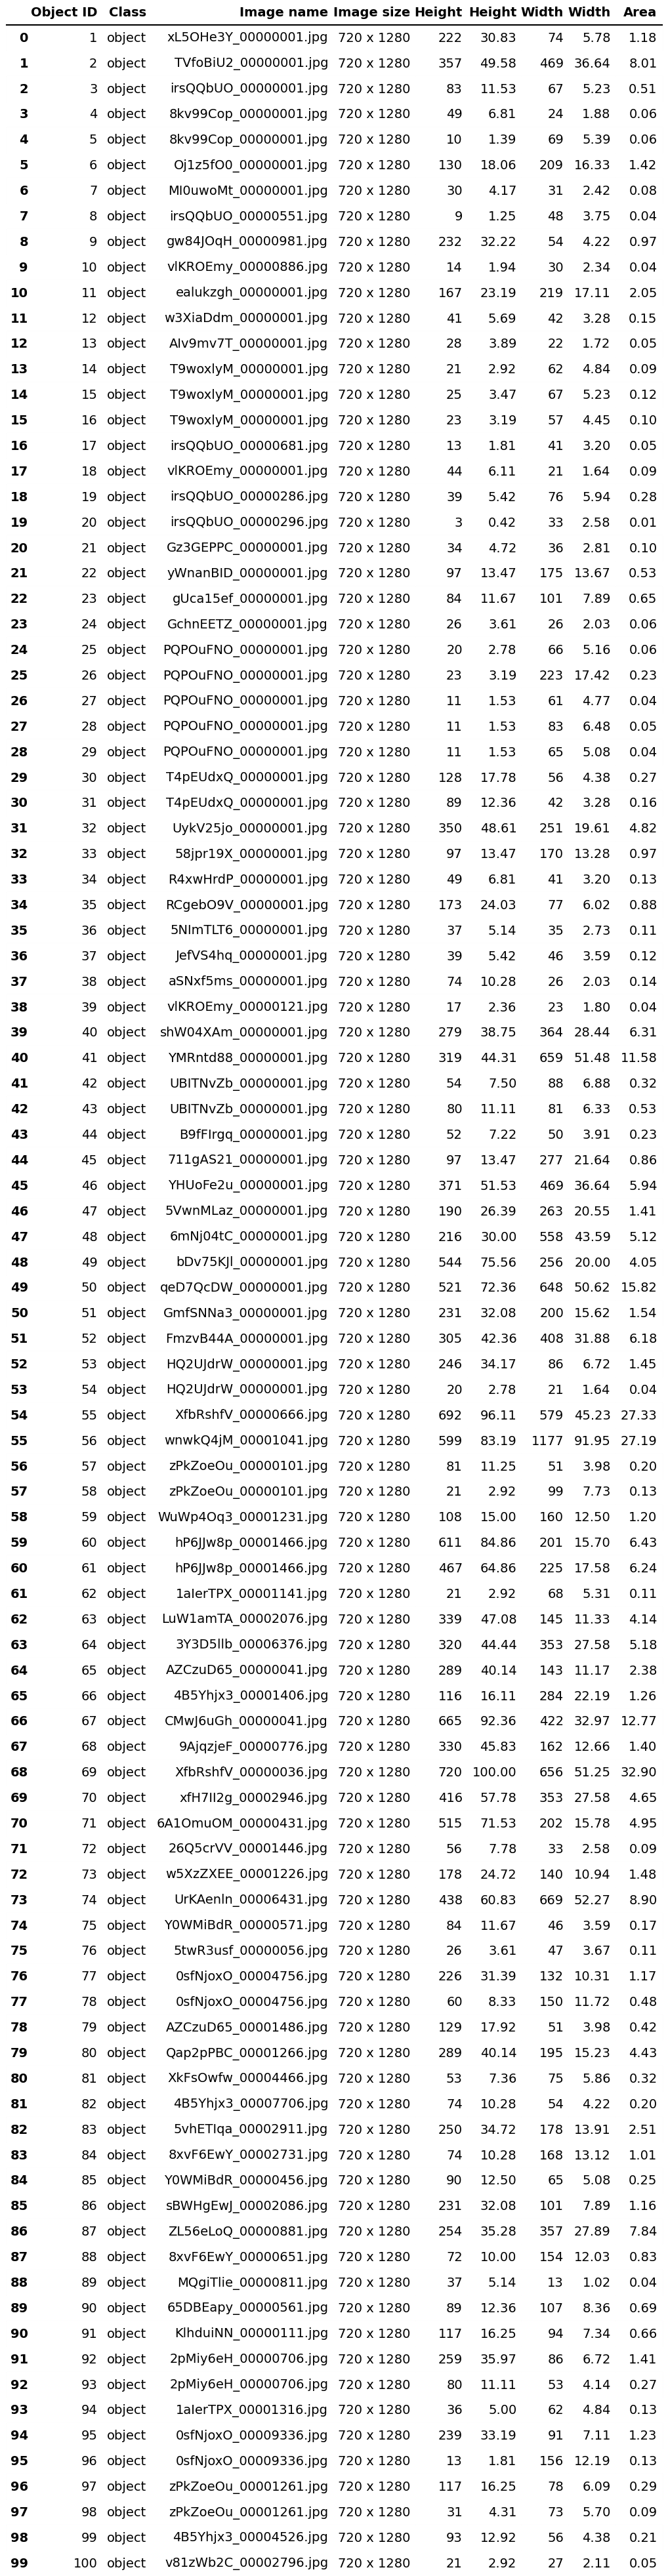 Object ID Class Image name Image size Height Height Width Width Area
0 1 object xL5OHe3Y_00000001.jpg 720 x 1280 222 30.83 74 5.78 1.18
1 2 object TVfoBiU2_00000001.jpg 720 x 1280 357 49.58 469 36.64 8.01
2 3 object irsQQbUO_00000001.jpg 720 x 1280 83 11.53 67 5.23 0.51
3 4 object 8kv99Cop_00000001.jpg 720 x 1280 49 6.81 24 1.88 0.06
4 5 object 8kv99Cop_00000001.jpg 720 x 1280 10 1.39 69 5.39 0.06
5 6 object Oj1z5fO0_00000001.jpg 720 x 1280 130 18.06 209 16.33 1.42
6 7 object MI0uwoMt_00000001.jpg 720 x 1280 30 4.17 31 2.42 0.08
7 8 object irsQQbUO_00000551.jpg 720 x 1280 9 1.25 48 3.75 0.04
8 9 object gw84JOqH_00000981.jpg 720 x 1280 232 32.22 54 4.22 0.97
9 10 object vlKROEmy_00000886.jpg 720 x 1280 14 1.94 30 2.34 0.04
10 11 object ealukzgh_00000001.jpg 720 x 1280 167 23.19 219 17.11 2.05
11 12 object w3XiaDdm_00000001.jpg 720 x 1280 41 5.69 42 3.28 0.15
12 13 object AIv9mv7T_00000001.jpg 720 x 1280 28 3.89 22 1.72 0.05
13 14 object T9woxlyM_00000001.jpg 720 x 1280 21 2.92 62 4.84 0.09
14 15 object T9woxlyM_00000001.jpg 720 x 1280 25 3.47 67 5.23 0.12
15 16 object T9woxlyM_00000001.jpg 720 x 1280 23 3.19 57 4.45 0.10
16 17 object irsQQbUO_00000681.jpg 720 x 1280 13 1.81 41 3.20 0.05
17 18 object vlKROEmy_00000001.jpg 720 x 1280 44 6.11 21 1.64 0.09
18 19 object irsQQbUO_00000286.jpg 720 x 1280 39 5.42 76 5.94 0.28
19 20 object irsQQbUO_00000296.jpg 720 x 1280 3 0.42 33 2.58 0.01
20 21 object Gz3GEPPC_00000001.jpg 720 x 1280 34 4.72 36 2.81 0.10
21 22 object yWnanBID_00000001.jpg 720 x 1280 97 13.47 175 13.67 0.53
22 23 object gUca15ef_00000001.jpg 720 x 1280 84 11.67 101 7.89 0.65
23 24 object GchnEETZ_00000001.jpg 720 x 1280 26 3.61 26 2.03 0.06
24 25 object PQPOuFNO_00000001.jpg 720 x 1280 20 2.78 66 5.16 0.06
25 26 object PQPOuFNO_00000001.jpg 720 x 1280 23 3.19 223 17.42 0.23
26 27 object PQPOuFNO_00000001.jpg 720 x 1280 11 1.53 61 4.77 0.04
27 28 object PQPOuFNO_00000001.jpg 720 x 1280 11 1.53 83 6.48 0.05
28 29 object PQPOuFNO_00000001.jpg 720 x 1280 11 1.53 65 5.08 0.04
29 30 object T4pEUdxQ_00000001.jpg 720 x 1280 128 17.78 56 4.38 0.27
30 31 object T4pEUdxQ_00000001.jpg 720 x 1280 89 12.36 42 3.28 0.16
31 32 object UykV25jo_00000001.jpg 720 x 1280 350 48.61 251 19.61 4.82
32 33 object 58jpr19X_00000001.jpg 720 x 1280 97 13.47 170 13.28 0.97
33 34 object R4xwHrdP_00000001.jpg 720 x 1280 49 6.81 41 3.20 0.13
34 35 object RCgebO9V_00000001.jpg 720 x 1280 173 24.03 77 6.02 0.88
35 36 object 5NImTLT6_00000001.jpg 720 x 1280 37 5.14 35 2.73 0.11
36 37 object JefVS4hq_00000001.jpg 720 x 1280 39 5.42 46 3.59 0.12
37 38 object aSNxf5ms_00000001.jpg 720 x 1280 74 10.28 26 2.03 0.14
38 39 object vlKROEmy_00000121.jpg 720 x 1280 17 2.36 23 1.80 0.04
39 40 object shW04XAm_00000001.jpg 720 x 1280 279 38.75 364 28.44 6.31
40 41 object YMRntd88_00000001.jpg 720 x 1280 319 44.31 659 51.48 11.58
41 42 object UBITNvZb_00000001.jpg 720 x 1280 54 7.50 88 6.88 0.32
42 43 object UBITNvZb_00000001.jpg 720 x 1280 80 11.11 81 6.33 0.53
43 44 object B9fFIrgq_00000001.jpg 720 x 1280 52 7.22 50 3.91 0.23
44 45 object 711gAS21_00000001.jpg 720 x 1280 97 13.47 277 21.64 0.86
45 46 object YHUoFe2u_00000001.jpg 720 x 1280 371 51.53 469 36.64 5.94
46 47 object 5VwnMLaz_00000001.jpg 720 x 1280 190 26.39 263 20.55 1.41
47 48 object 6mNj04tC_00000001.jpg 720 x 1280 216 30.00 558 43.59 5.12
48 49 object bDv75KJl_00000001.jpg 720 x 1280 544 75.56 256 20.00 4.05
49 50 object qeD7QcDW_00000001.jpg 720 x 1280 521 72.36 648 50.62 15.82
50 51 object GmfSNNa3_00000001.jpg 720 x 1280 231 32.08 200 15.62 1.54
51 52 object FmzvB44A_00000001.jpg 720 x 1280 305 42.36 408 31.88 6.18
52 53 object HQ2UJdrW_00000001.jpg 720 x 1280 246 34.17 86 6.72 1.45
53 54 object HQ2UJdrW_00000001.jpg 720 x 1280 20 2.78 21 1.64 0.04
54 55 object XfbRshfV_00000666.jpg 720 x 1280 692 96.11 579 45.23 27.33
55 56 object wnwkQ4jM_00001041.jpg 720 x 1280 599 83.19 1177 91.95 27.19
56 57 object zPkZoeOu_00000101.jpg 720 x 1280 81 11.25 51 3.98 0.20
57 58 object zPkZoeOu_00000101.jpg 720 x 1280 21 2.92 99 7.73 0.13
58 59 object WuWp4Oq3_00001231.jpg 720 x 1280 108 15.00 160 12.50 1.20
59 60 object hP6JJw8p_00001466.jpg 720 x 1280 611 84.86 201 15.70 6.43
60 61 object hP6JJw8p_00001466.jpg 720 x 1280 467 64.86 225 17.58 6.24
61 62 object 1aIerTPX_00001141.jpg 720 x 1280 21 2.92 68 5.31 0.11
62 63 object LuW1amTA_00002076.jpg 720 x 1280 339 47.08 145 11.33 4.14
63 64 object 3Y3D5llb_00006376.jpg 720 x 1280 320 44.44 353 27.58 5.18
64 65 object AZCzuD65_00000041.jpg 720 x 1280 289 40.14 143 11.17 2.38
65 66 object 4B5Yhjx3_00001406.jpg 720 x 1280 116 16.11 284 22.19 1.26
66 67 object CMwJ6uGh_00000041.jpg 720 x 1280 665 92.36 422 32.97 12.77
67 68 object 9AjqzjeF_00000776.jpg 720 x 1280 330 45.83 162 12.66 1.40
68 69 object XfbRshfV_00000036.jpg 720 x 1280 720 100.00 656 51.25 32.90
69 70 object xfH7II2g_00002946.jpg 720 x 1280 416 57.78 353 27.58 4.65
70 71 object 6A1OmuOM_00000431.jpg 720 x 1280 515 71.53 202 15.78 4.95
71 72 object 26Q5crVV_00001446.jpg 720 x 1280 56 7.78 33 2.58 0.09
72 73 object w5XzZXEE_00001226.jpg 720 x 1280 178 24.72 140 10.94 1.48
73 74 object UrKAenln_00006431.jpg 720 x 1280 438 60.83 669 52.27 8.90
74 75 object Y0WMiBdR_00000571.jpg 720 x 1280 84 11.67 46 3.59 0.17
75 76 object 5twR3usf_00000056.jpg 720 x 1280 26 3.61 47 3.67 0.11
76 77 object 0sfNjoxO_00004756.jpg 720 x 1280 226 31.39 132 10.31 1.17
77 78 object 0sfNjoxO_00004756.jpg 720 x 1280 60 8.33 150 11.72 0.48
78 79 object AZCzuD65_00001486.jpg 720 x 1280 129 17.92 51 3.98 0.42
79 80 object Qap2pPBC_00001266.jpg 720 x 1280 289 40.14 195 15.23 4.43
80 81 object XkFsOwfw_00004466.jpg 720 x 1280 53 7.36 75 5.86 0.32
81 82 object 4B5Yhjx3_00007706.jpg 720 x 1280 74 10.28 54 4.22 0.20
82 83 object 5vhETIqa_00002911.jpg 720 x 1280 250 34.72 178 13.91 2.51
83 84 object 8xvF6EwY_00002731.jpg 720 x 1280 74 10.28 168 13.12 1.01
84 85 object Y0WMiBdR_00000456.jpg 720 x 1280 90 12.50 65 5.08 0.25
85 86 object sBWHgEwJ_00002086.jpg 720 x 1280 231 32.08 101 7.89 1.16
86 87 object ZL56eLoQ_00000881.jpg 720 x 1280 254 35.28 357 27.89 7.84
87 88 object 8xvF6EwY_00000651.jpg 720 x 1280 72 10.00 154 12.03 0.83
88 89 object MQgiTlie_00000811.jpg 720 x 1280 37 5.14 13 1.02 0.04
89 90 object 65DBEapy_00000561.jpg 720 x 1280 89 12.36 107 8.36 0.69
90 91 object KlhduiNN_00000111.jpg 720 x 1280 117 16.25 94 7.34 0.66
91 92 object 2pMiy6eH_00000706.jpg 720 x 1280 259 35.97 86 6.72 1.41
92 93 object 2pMiy6eH_00000706.jpg 720 x 1280 80 11.11 53 4.14 0.27
93 94 object 1aIerTPX_00001316.jpg 720 x 1280 36 5.00 62 4.84 0.13
94 95 object 0sfNjoxO_00009336.jpg 720 x 1280 239 33.19 91 7.11 1.23
95 96 object 0sfNjoxO_00009336.jpg 720 x 1280 13 1.81 156 12.19 0.13
96 97 object zPkZoeOu_00001261.jpg 720 x 1280 117 16.25 78 6.09 0.29
97 98 object zPkZoeOu_00001261.jpg 720 x 1280 31 4.31 73 5.70 0.09
98 99 object 4B5Yhjx3_00004526.jpg 720 x 1280 93 12.92 56 4.38 0.21
99 100 object v81zWb2C_00002796.jpg 720 x 1280 21 2.92 27 2.11 0.05